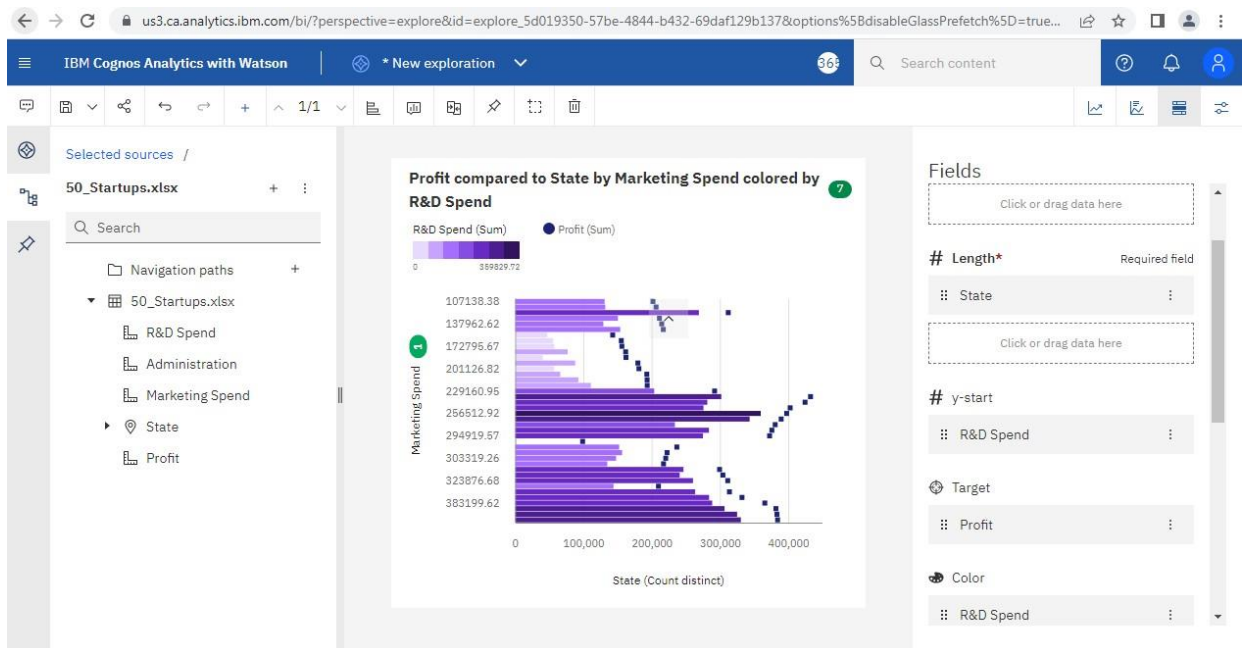 us3.ca.analytics.ibm.com/bi/?perspective=explore&id=explore_5d019350-57be-4844-b432-69daf129b137&options%5BdisableGlassPrefetch%5D=true...
IBM Cognos Analytics with Watson
* New exploration
Search content
1/1
Selected sources /
50_Startups.xlsx
Search
Navigation paths
50_Startups.xlsx
R&D Spend
Administration
Marketing Spend
State
Profit
Profit compared to State by Marketing Spend colored by
R&D Spend
7
R&D Spend (Sum)
Profit (Sum)
0
389829.72
107138.38
137962.62
172795.67
201126.82
229160.95
256512.92
294919.57
303319.26
323876.68
383199.62
1
Marketing Spend
0 100,000 200,000 300,000 400,000
State (Count distinct)
Fields
Click or drag data here
# Length* Required field
State
Click or drag data here
# y-start
R&D Spend
Target
Profit
Color
R&D Spend